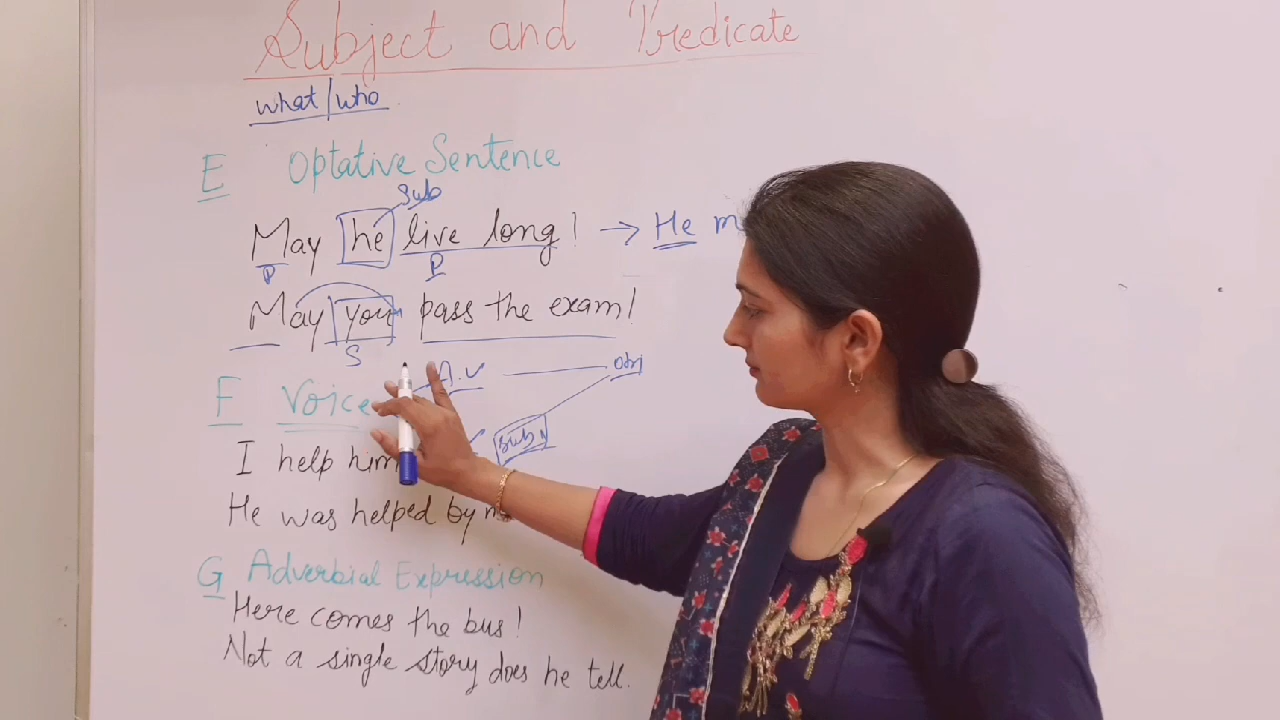 Subject and Predicate
what/who
E Optative Sentence
Sub
May he live long! → He
P P
May you pass the exam!
S
F Voice A.V obj
Subj
I help him
He was helped by
G Adverbial Expression
Here comes the bus!
Not a single story does he tell.